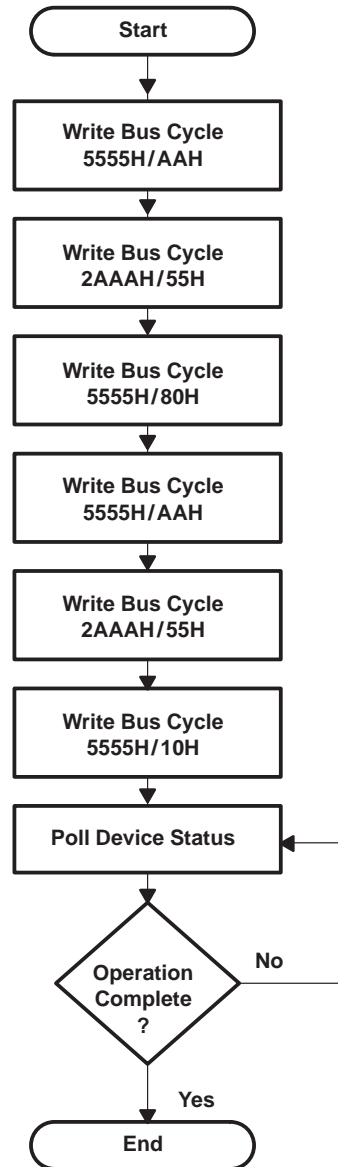 Start
Write Bus Cycle
5555H/AAH
Write Bus Cycle
2AAAH/55H
Write Bus Cycle
5555H/80H
Write Bus Cycle
5555H/AAH
Write Bus Cycle
2AAAH/55H
Write Bus Cycle
5555H/10H
Poll Device Status
Operation
Complete
?
No
Yes
End